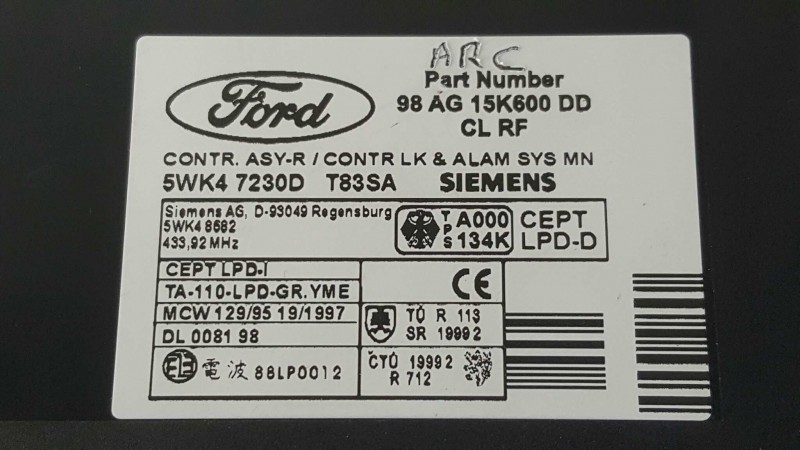 ARC
Ford
Part Number
98 AG 15K600 DD
CL RF
CONTR. ASY-R / CONTR LK & ALAM SYS MN
5WK4 7230D T83SA SIEMENS
Siemens AG, D-93049 Regensburg
5WK4 8682
433,92 MHz
TPS
A000
134K
CEPT
LPD-D
CEPT LPD-I
TA-110-LPD-GR.YME
MCW 129/95 19/1997
DL 0081 98
CE
TÚ R 113
SR 19992
電波 88LP0012
ČTÚ 19992
R 712